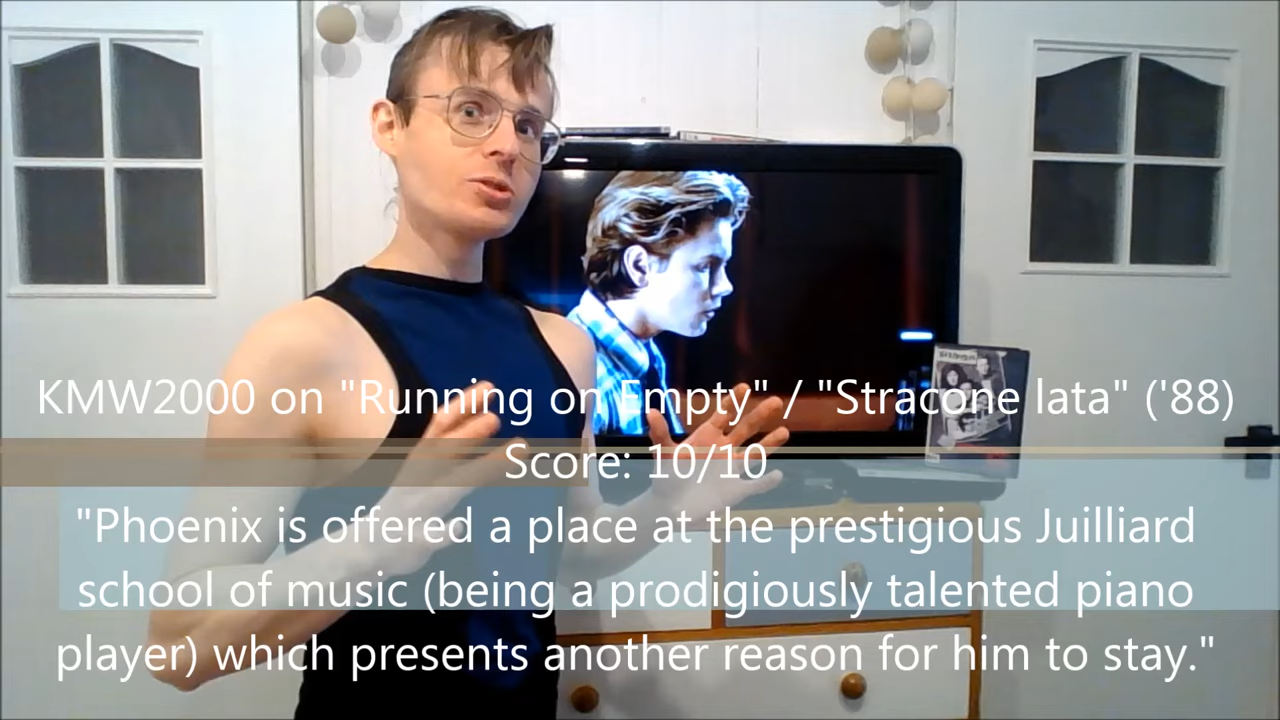 KMW2000 on "Running on Empty" / "Stracone lata" ('88)
Score: 10/10
"Phoenix is offered a place at the prestigious Juilliard
school of music (being a prodigiously talented piano
player) which presents another reason for him to stay."